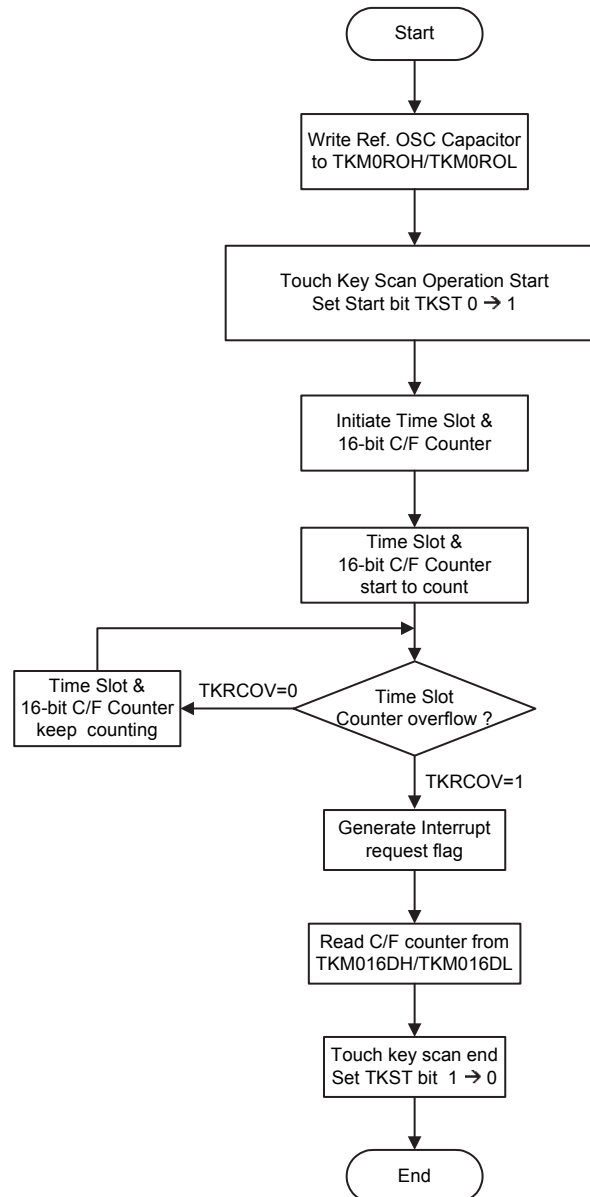 Start
Write Ref. OSC Capacitor
to TKM0ROH/TKM0ROL
Touch Key Scan Operation Start
Set Start bit TKST 0 → 1
Initiate Time Slot &
16-bit C/F Counter
Time Slot &
16-bit C/F Counter
start to count
Time Slot &
16-bit C/F Counter
keep counting
TKRCOV=0
Time Slot
Counter overflow ?
TKRCOV=1
Generate Interrupt
request flag
Read C/F counter from
TKM016DH/TKM016DL
Touch key scan end
Set TKST bit 1 → 0
End